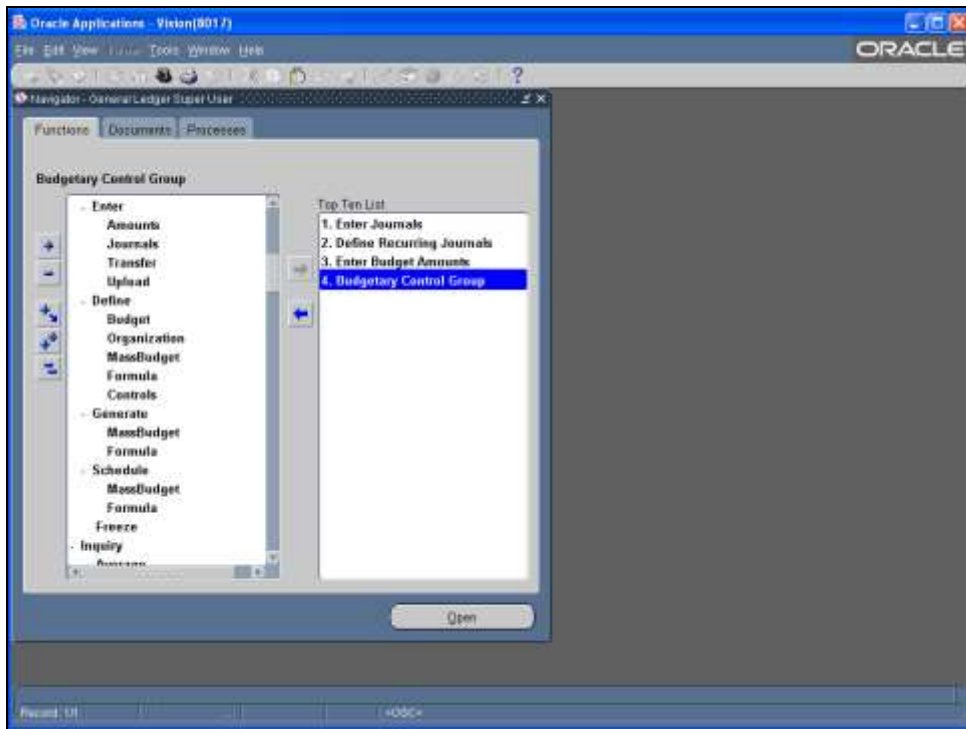 Oracle Applications - Vision(8017)
File Edit View Tools Window Help
ORACLE
?
Navigator - General Ledger Super User
Functions Documents Processes
Budgetary Control Group
- Enter
Amounts
Journals
Transfer
Upload
- Define
Budget
Organization
MassBudget
Formula
Controls
- Generate
MassBudget
Formula
- Schedule
MassBudget
Formula
Freeze
- Inquiry
Average
Top Ten List
1. Enter Journals
2. Define Recurring Journals
3. Enter Budget Amounts
4. Budgetary Control Group
Open
Record: 1/1 ... <OSC>